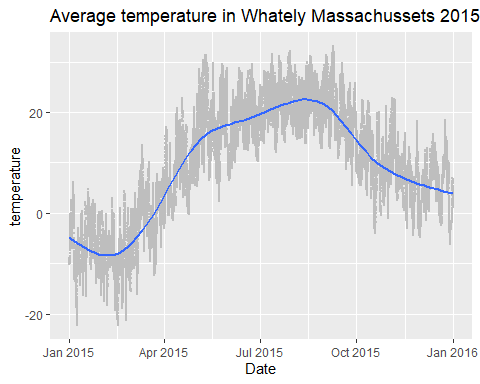 Average temperature in Whately Massachussets 2015
20
0
-20
temperature
Jan 2015 Apr 2015 Jul 2015 Oct 2015 Jan 2016
Date